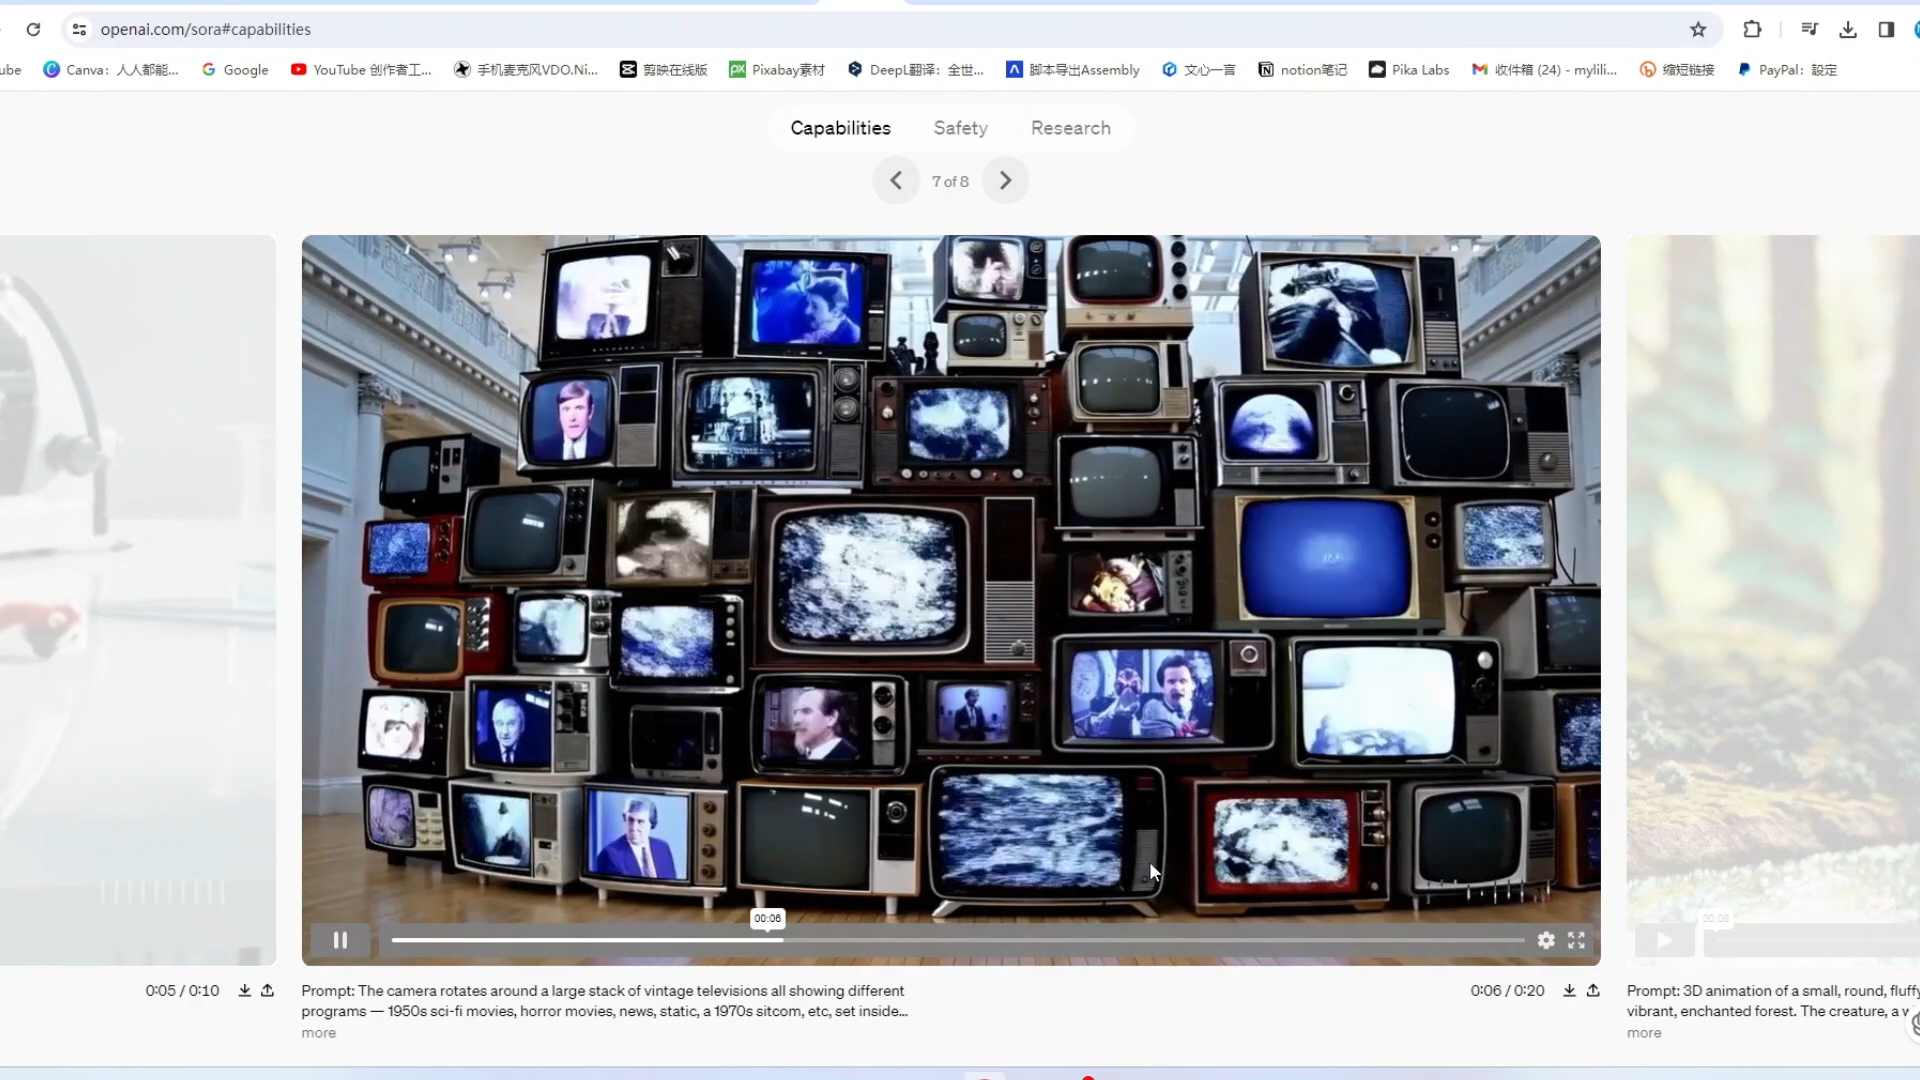 openai.com/sora#capabilities
ube
Canva：人人都能...
Google
YouTube 创作者工...
手机麦克风VDO.Ni...
剪映在线版
Pixabay素材
DeepL翻译：全世...
脚本导出Assembly
文心一言
notion笔记
Pika Labs
收件箱 (24) - mylili...
缩短链接
PayPal：設定
Capabilities
Safety
Research
7 of 8
00:06
00:08
0:05 / 0:10
Prompt: The camera rotates around a large stack of vintage televisions all showing different
programs — 1950s sci-fi movies, horror movies, news, static, a 1970s sitcom, etc, set inside...
more
0:06 / 0:20
Prompt: 3D animation of a small, round, fluffy
vibrant, enchanted forest. The creature, a w
more